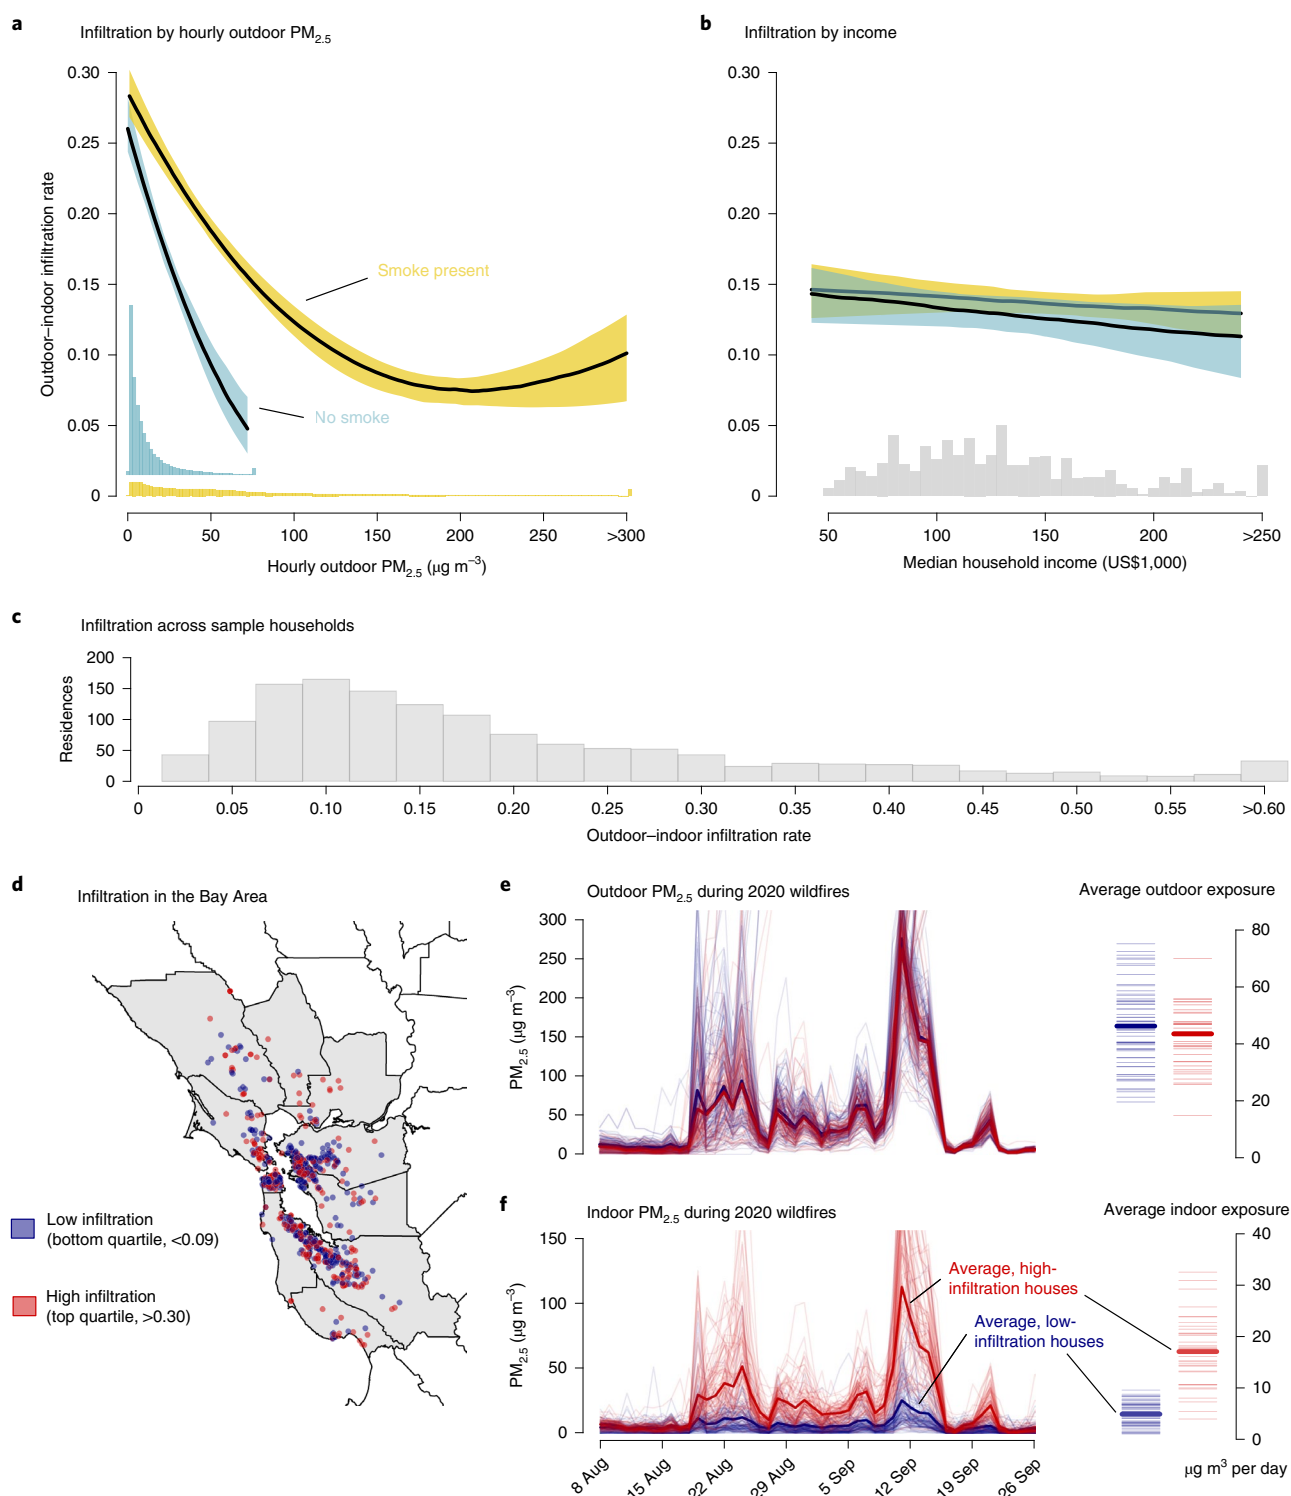 a
Infiltration by hourly outdoor PM2.5
0.30
0.25
0.20
0.15
0.10
0.05
0
Outdoor–indoor infiltration rate
Smoke present
No smoke
0
50
100
150
200
250
>300
Hourly outdoor PM2.5 (μg m⁻³)
b
Infiltration by income
0.30
0.25
0.20
0.15
0.10
0.05
0
50
100
150
200
>250
Median household income (US$1,000)
c
Infiltration across sample households
200
150
100
50
0
Residences
0
0.05
0.10
0.15
0.20
0.25
0.30
0.35
0.40
0.45
0.50
0.55
>0.60
Outdoor–indoor infiltration rate
d
Infiltration in the Bay Area
Low infiltration
(bottom quartile, <0.09)
High infiltration
(top quartile, >0.30)
e
Outdoor PM2.5 during 2020 wildfires
300
250
200
150
100
50
0
PM2.5 (μg m⁻³)
Average outdoor exposure
80
60
40
20
0
f
Indoor PM2.5 during 2020 wildfires
150
100
50
0
PM2.5 (μg m⁻³)
Average, high-
infiltration houses
Average, low-
infiltration houses
8 Aug
15 Aug
22 Aug
29 Aug
5 Sep
12 Sep
19 Sep
26 Sep
Average indoor exposure
40
30
20
10
0
μg m³ per day